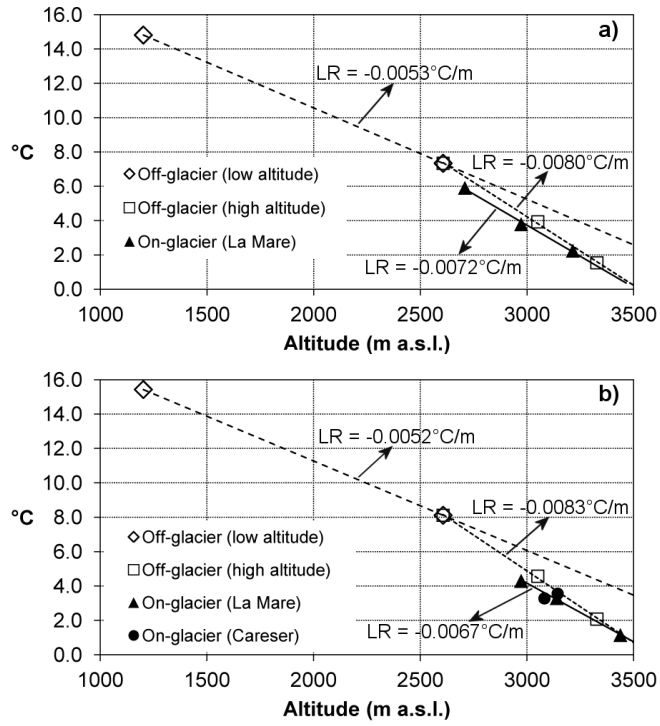 16.0
a)
14.0
LR = -0.0053°C/m
12.0
10.0
°C
8.0
LR = -0.0080°C/m
Off-glacier (low altitude)
6.0
Off-glacier (high altitude)
4.0
On-glacier (La Mare)
2.0
LR = -0.0072°C/m
0.0
1000 1500 2000 2500 3000 3500
Altitude (m a.s.l.)
16.0
b)
14.0
LR = -0.0052°C/m
12.0
10.0
°C
8.0
LR = -0.0083°C/m
Off-glacier (low altitude)
6.0
Off-glacier (high altitude)
4.0
On-glacier (La Mare)
2.0
On-glacier (Careser)
LR = -0.0067°C/m
0.0
1000 1500 2000 2500 3000 3500
Altitude (m a.s.l.)